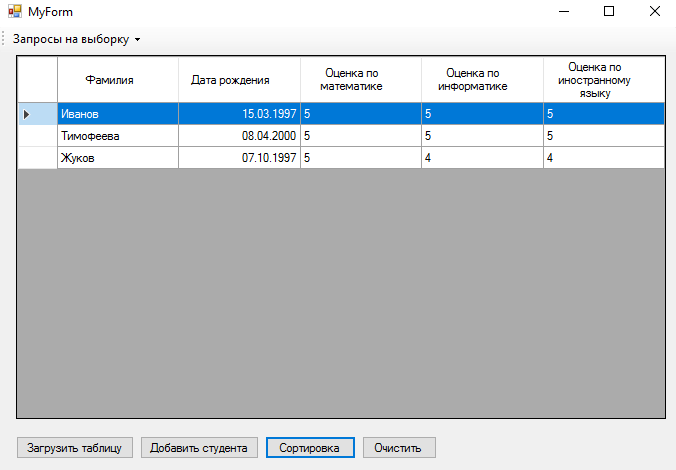 MyForm
Запросы на выборку
Фамилия Дата рождения Оценка по математике Оценка по информатике Оценка по иностранному языку
Иванов 15.03.1997 5 5 5
Тимофеева 08.04.2000 5 5 5
Жуков 07.10.1997 5 4 4
Загрузить таблицу Добавить студента Сортировка Очистить